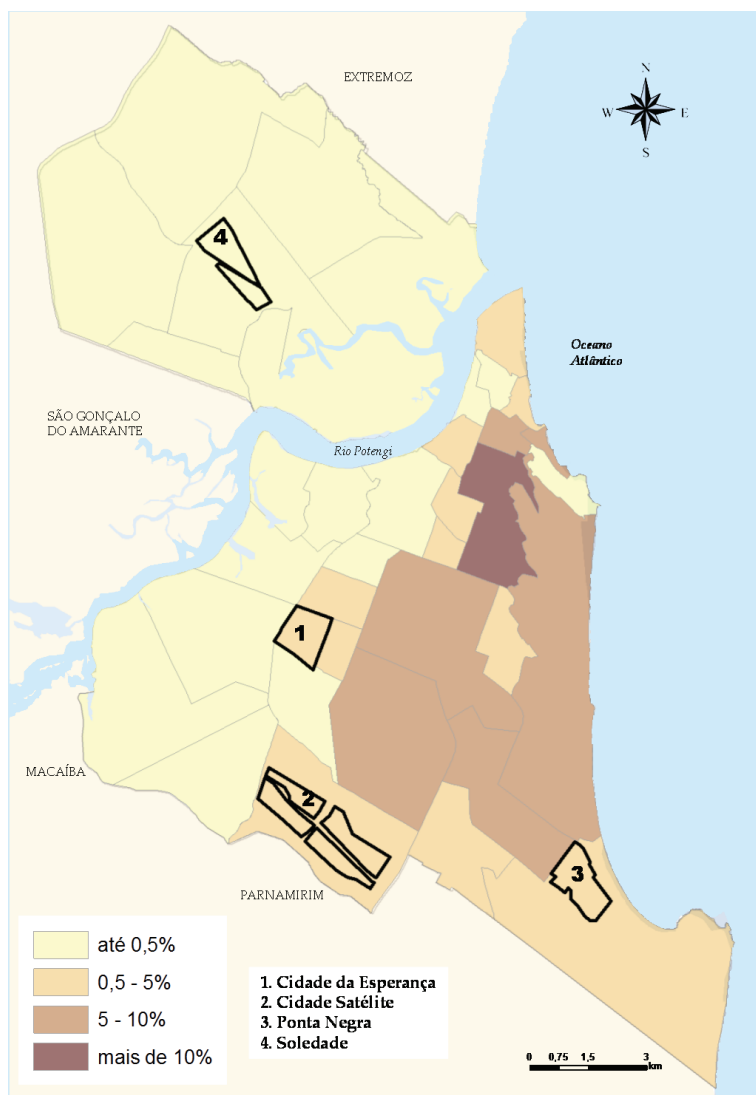 EXTREMOZ
N
W E
S
4
Oceano
Atlântico
SÃO GONÇALO
DO AMARANTE
Rio Potengi
1
MACAÍBA
2
3
PARNAMIRIM
até 0,5%
0,5 - 5%
5 - 10%
mais de 10%
1. Cidade da Esperança
2. Cidade Satélite
3. Ponta Negra
4. Soledade
0 0,75 1,5 3
km